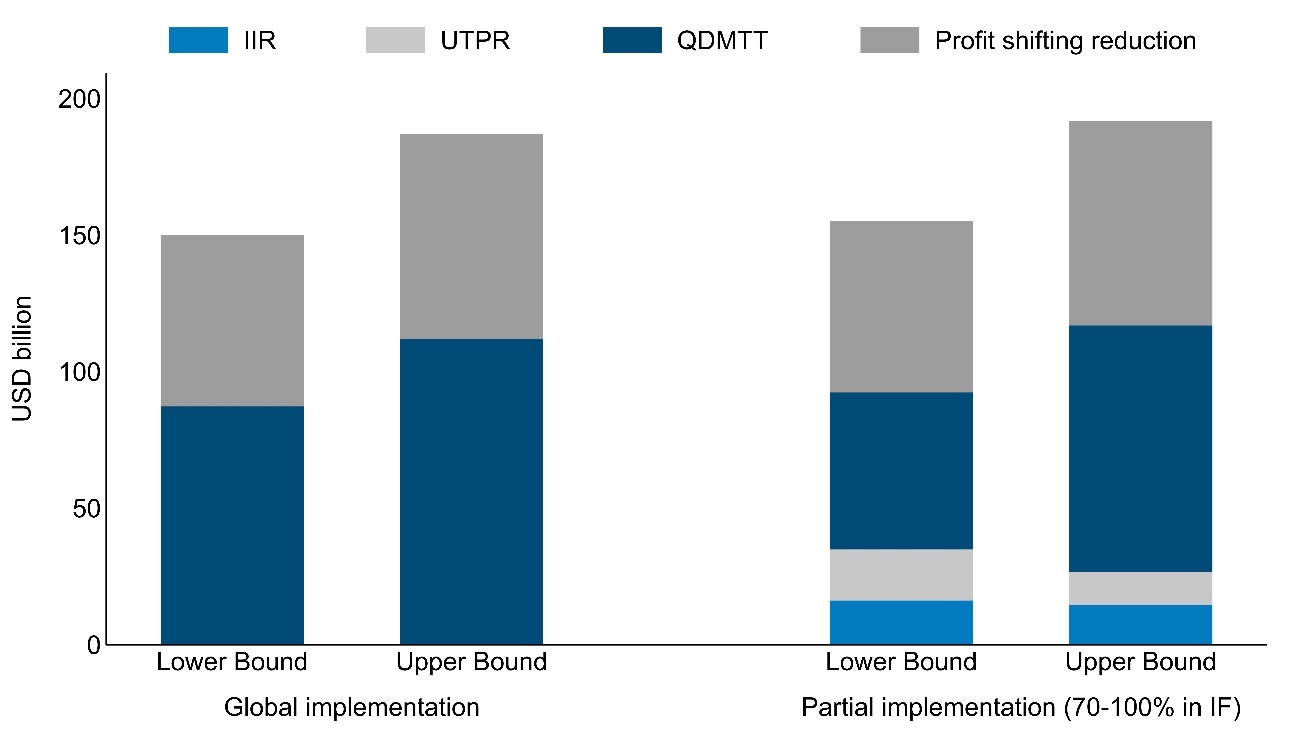 IIR
UTPR
QDMTT
Profit shifting reduction
USD billion
200
150
100
50
0
Lower Bound
Upper Bound
Lower Bound
Upper Bound
Global implementation
Partial implementation (70-100% in IF)